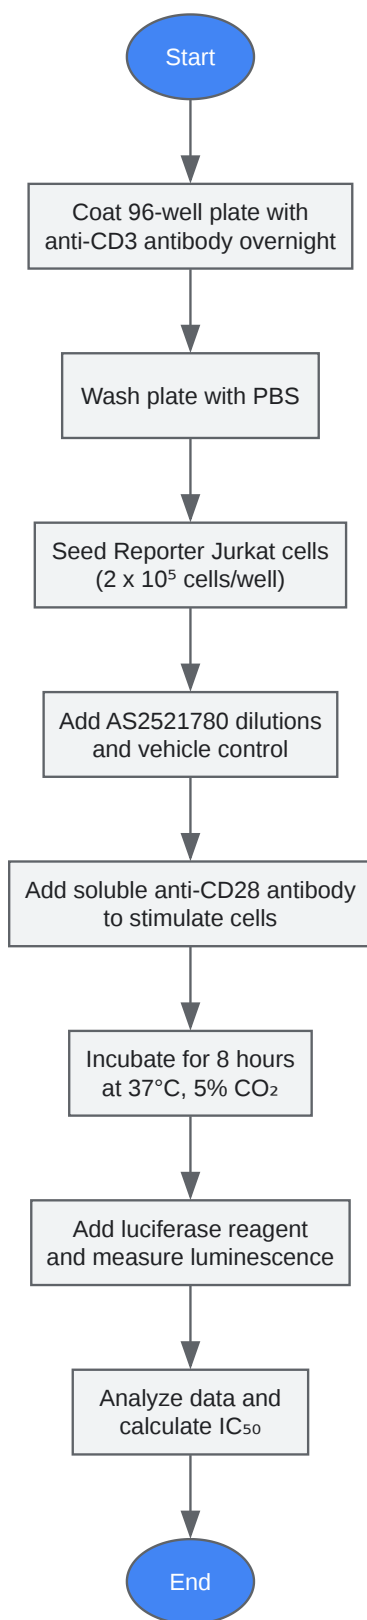 Start
Coat 96-well plate with
anti-CD3 antibody overnight
Wash plate with PBS
Seed Reporter Jurkat cells
(2 x 10⁵ cells/well)
Add AS2521780 dilutions
and vehicle control
Add soluble anti-CD28 antibody
to stimulate cells
Incubate for 8 hours
at 37°C, 5% CO₂
Add luciferase reagent
and measure luminescence
Analyze data and
calculate IC₅₀
End